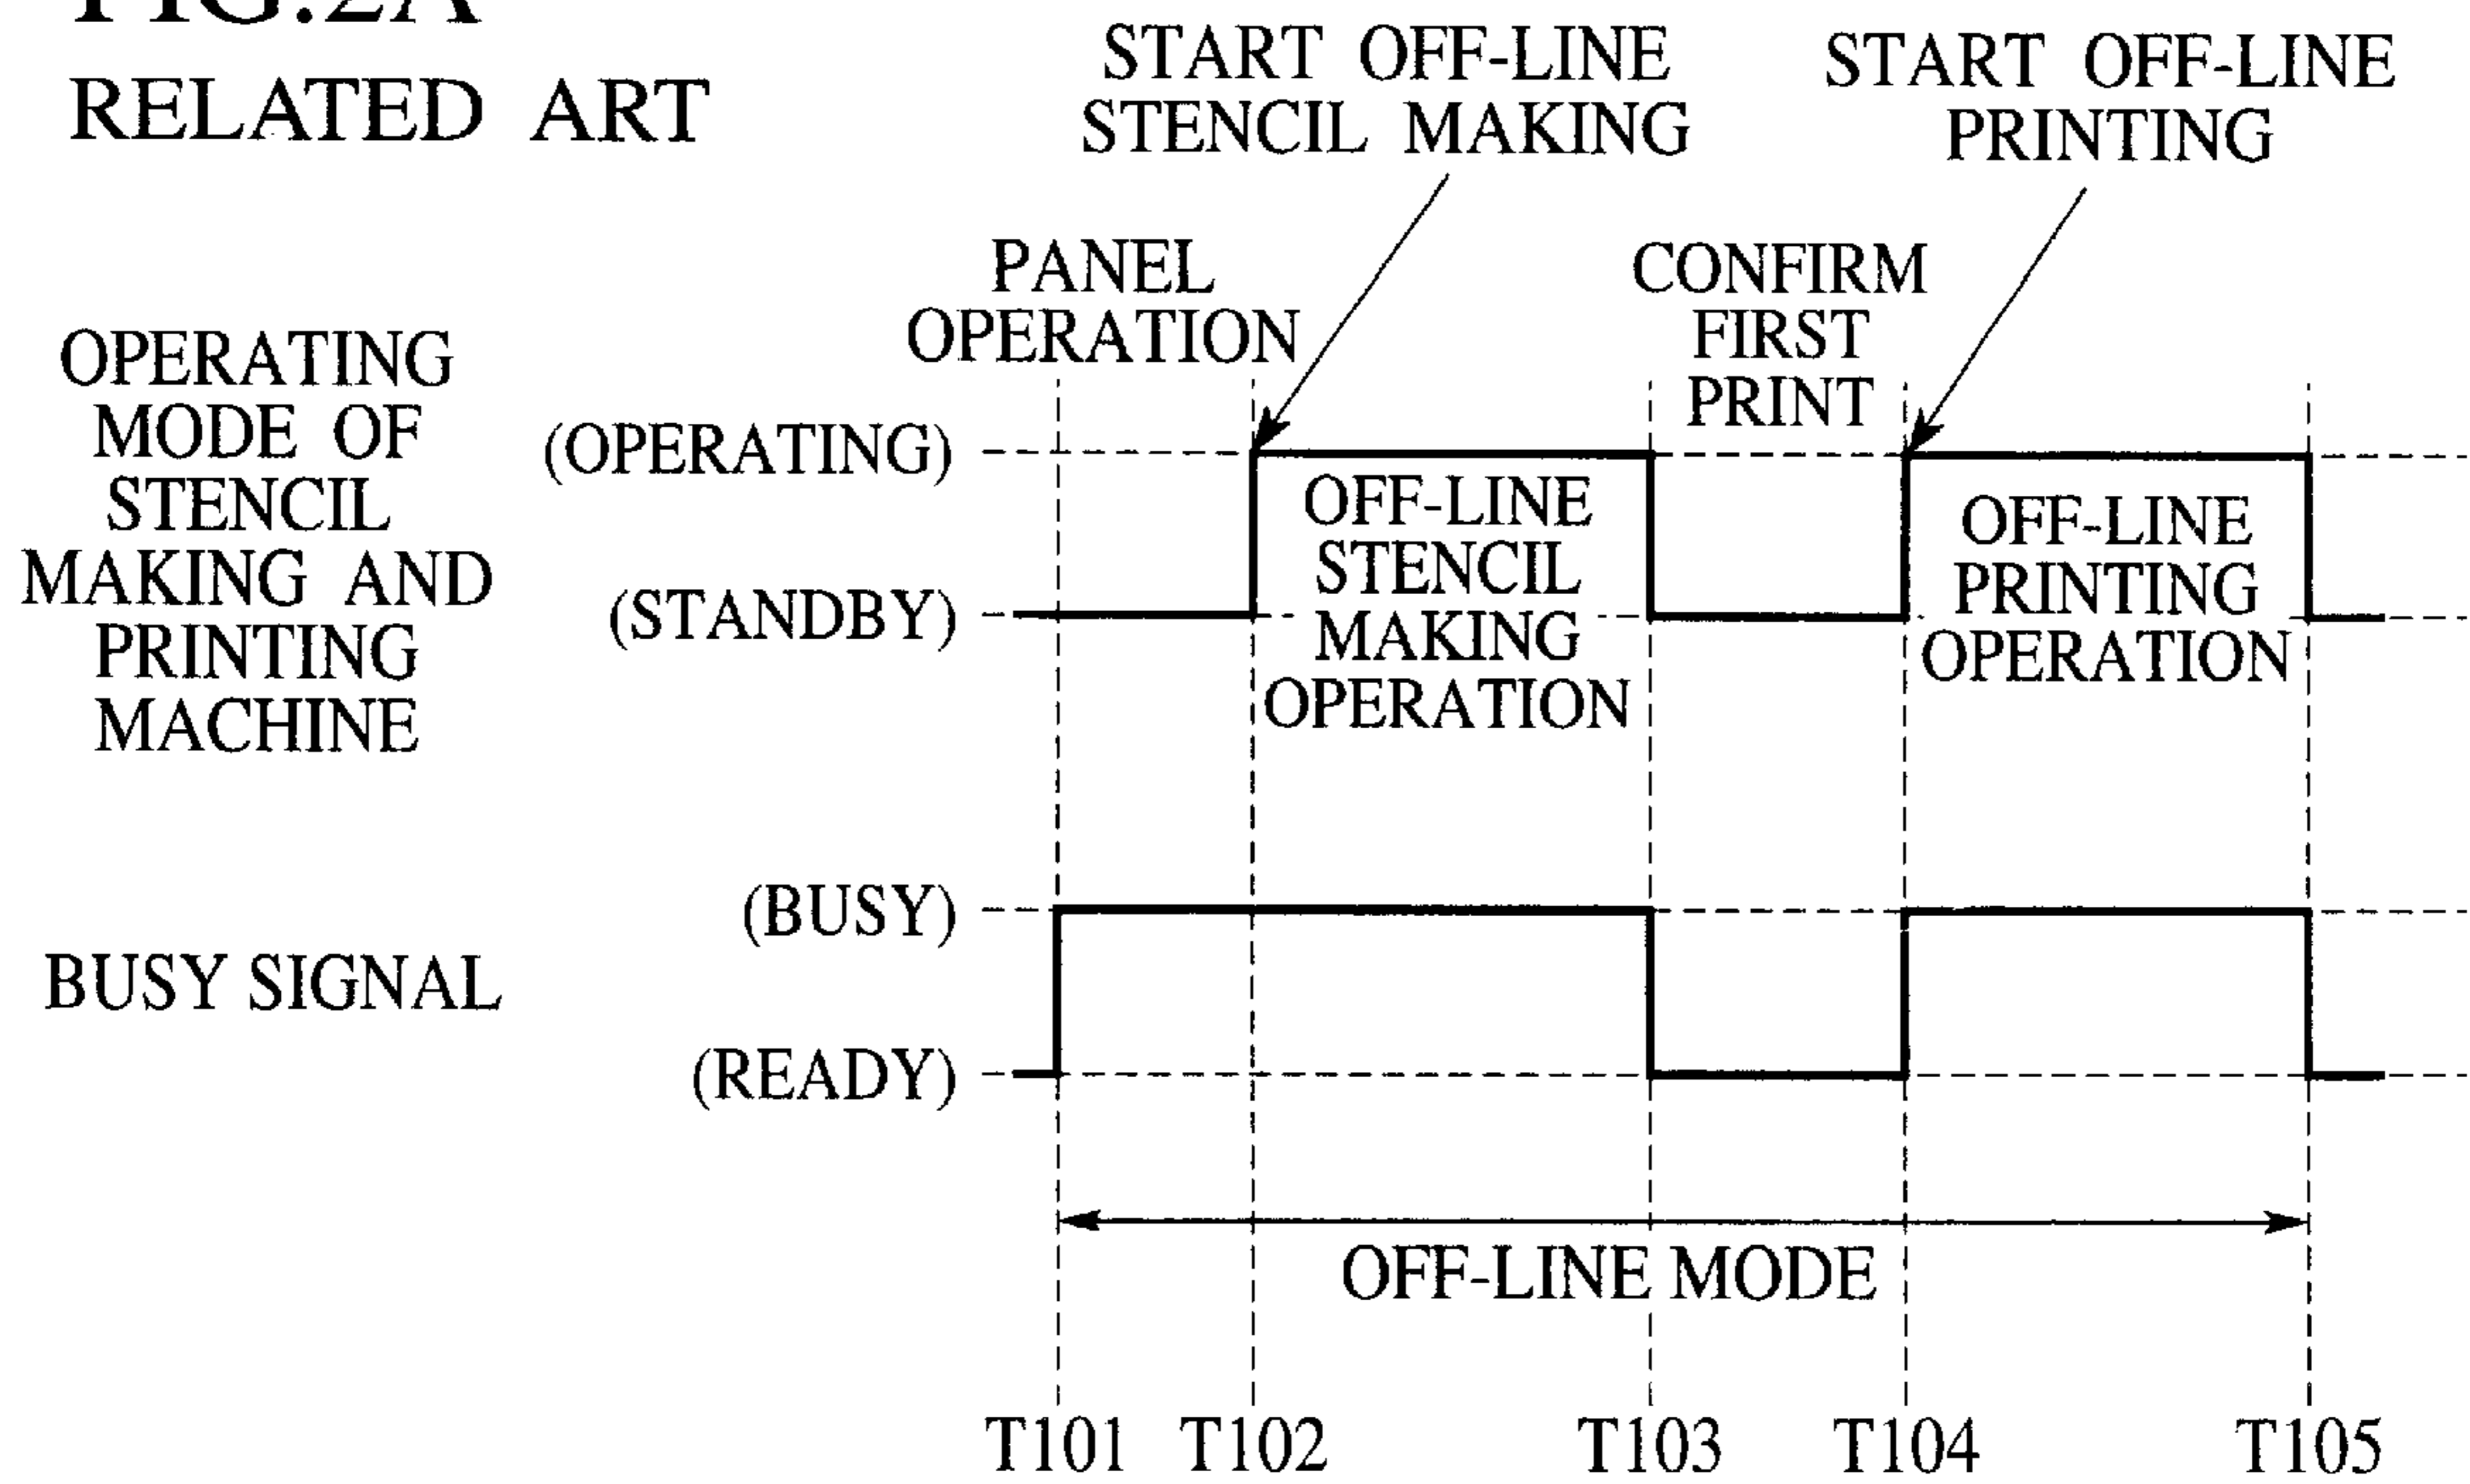 FIG.2A
RELATED ART
START OFF-LINE
STENCIL MAKING
START OFF-LINE
PRINTING
PANEL
OPERATION
CONFIRM
FIRST
PRINT
OPERATING
MODE OF
STENCIL
MAKING AND
PRINTING
MACHINE
(OPERATING)
(STANDBY)
OFF-LINE
STENCIL
MAKING
OPERATION
OFF-LINE
PRINTING
OPERATION
BUSY SIGNAL
(BUSY)
(READY)
OFF-LINE MODE
T101 T102 T103 T104 T105